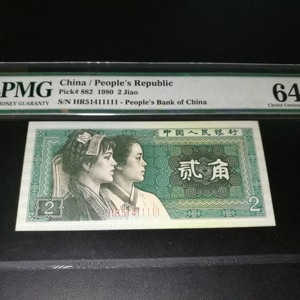 PMG
MONEY GUARANTY
China / People's Republic
Pick# 882 1980 2 Jiao
S/N HR51411111 - People's Bank of China
64
中国人民银行
贰角
2
HR51411111
2